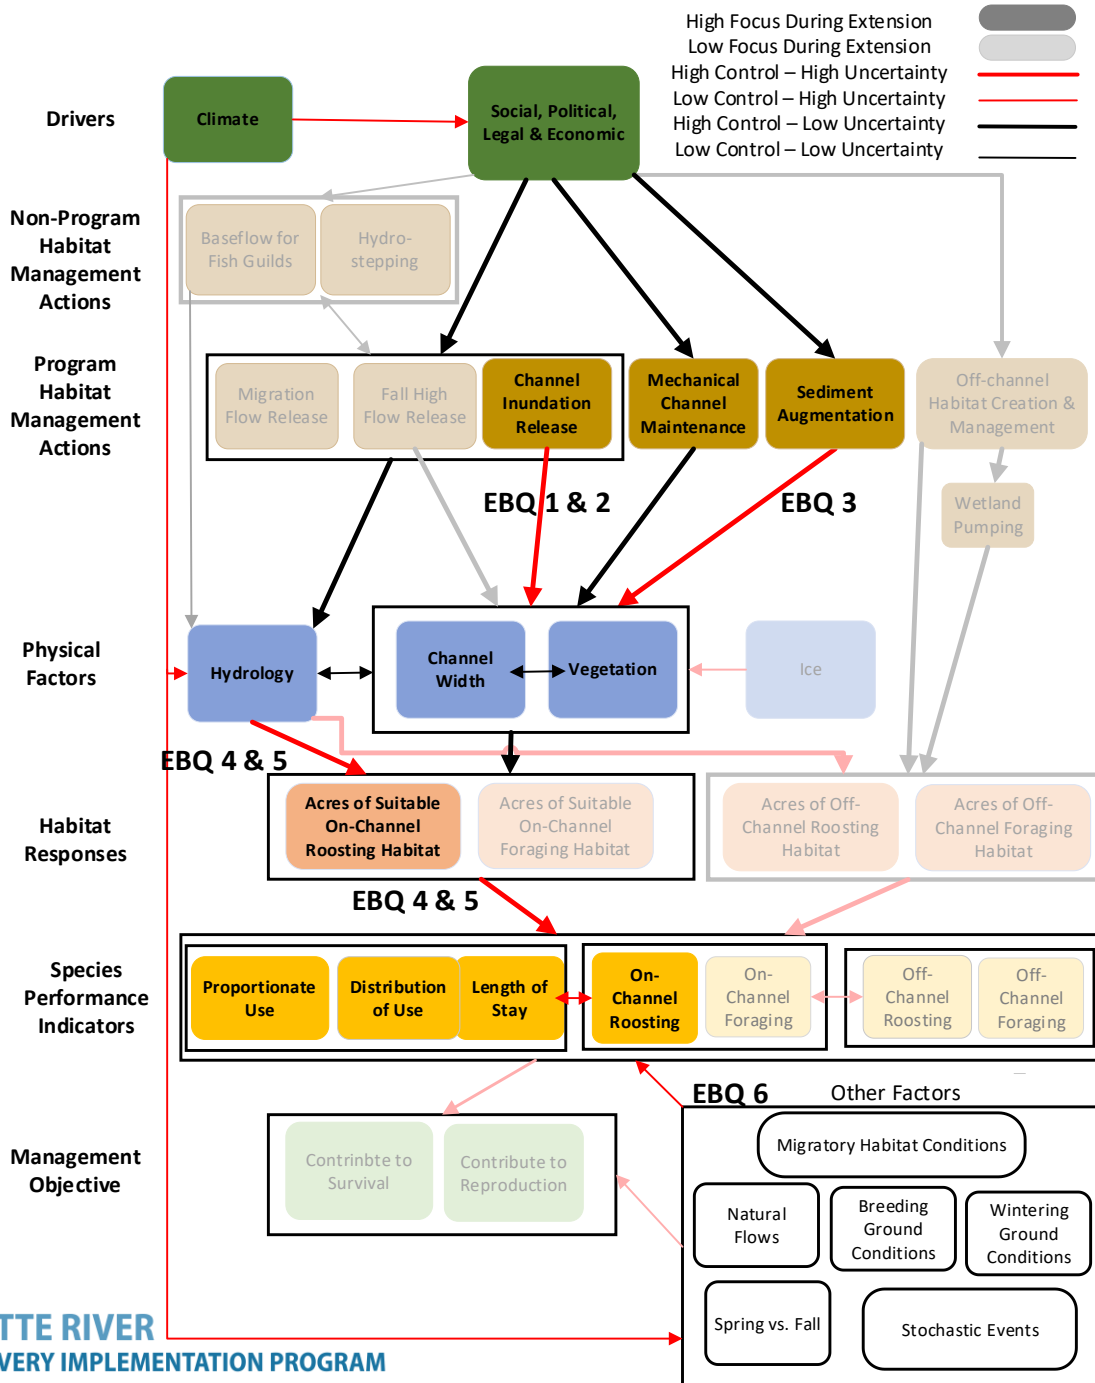 High Focus During Extension
Low Focus During Extension
High Control – High Uncertainty
Low Control – High Uncertainty
High Control – Low Uncertainty
Low Control – Low Uncertainty
Drivers
Climate
Social, Political,
Legal & Economic
Non-Program
Habitat
Management
Actions
Baseflow for
Fish Guilds
Hydro-
stepping
Program
Habitat
Management
Actions
Migration
Flow Release
Fall High
Flow Release
Channel
Inundation
Release
Mechanical
Channel
Maintenance
Sediment
Augmentation
Off-channel
Habitat Creation &
Management
EBQ 1 & 2
EBQ 3
Wetland
Pumping
Physical
Factors
Hydrology
Channel
Width
Vegetation
Ice
EBQ 4 & 5
Habitat
Responses
Acres of Suitable
On-Channel
Roosting Habitat
Acres of Suitable
On-Channel
Foraging Habitat
Acres of Off-
Channel Roosting
Habitat
Acres of Off-
Channel Foraging
Habitat
EBQ 4 & 5
Species
Performance
Indicators
Proportionate
Use
Distribution
of Use
Length of
Stay
On-
Channel
Roosting
On-
Channel
Foraging
Off-
Channel
Roosting
Off-
Channel
Foraging
EBQ 6
Other Factors
Management
Objective
Contrinbte to
Survival
Contribute to
Reproduction
Migratory Habitat Conditions
Natural
Flows
Breeding
Ground
Conditions
Wintering
Ground
Conditions
Spring vs. Fall
Stochastic Events
TTE RIVER
VERY IMPLEMENTATION PROGRAM